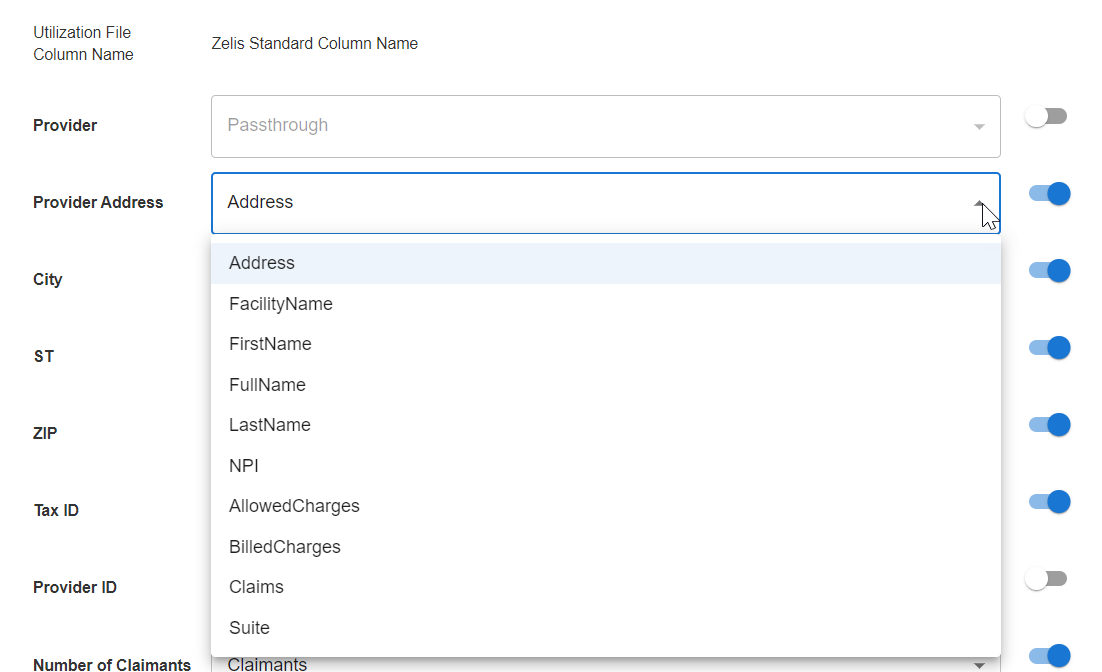 Utilization File
Column Name
Zelis Standard Column Name
Provider
Passthrough
Provider Address
Address
Address
City
FacilityName
FirstName
ST
FullName
LastName
ZIP
NPI
AllowedCharges
Tax ID
BilledCharges
Provider ID
Claims
Suite
Number of Claimants
Claimants